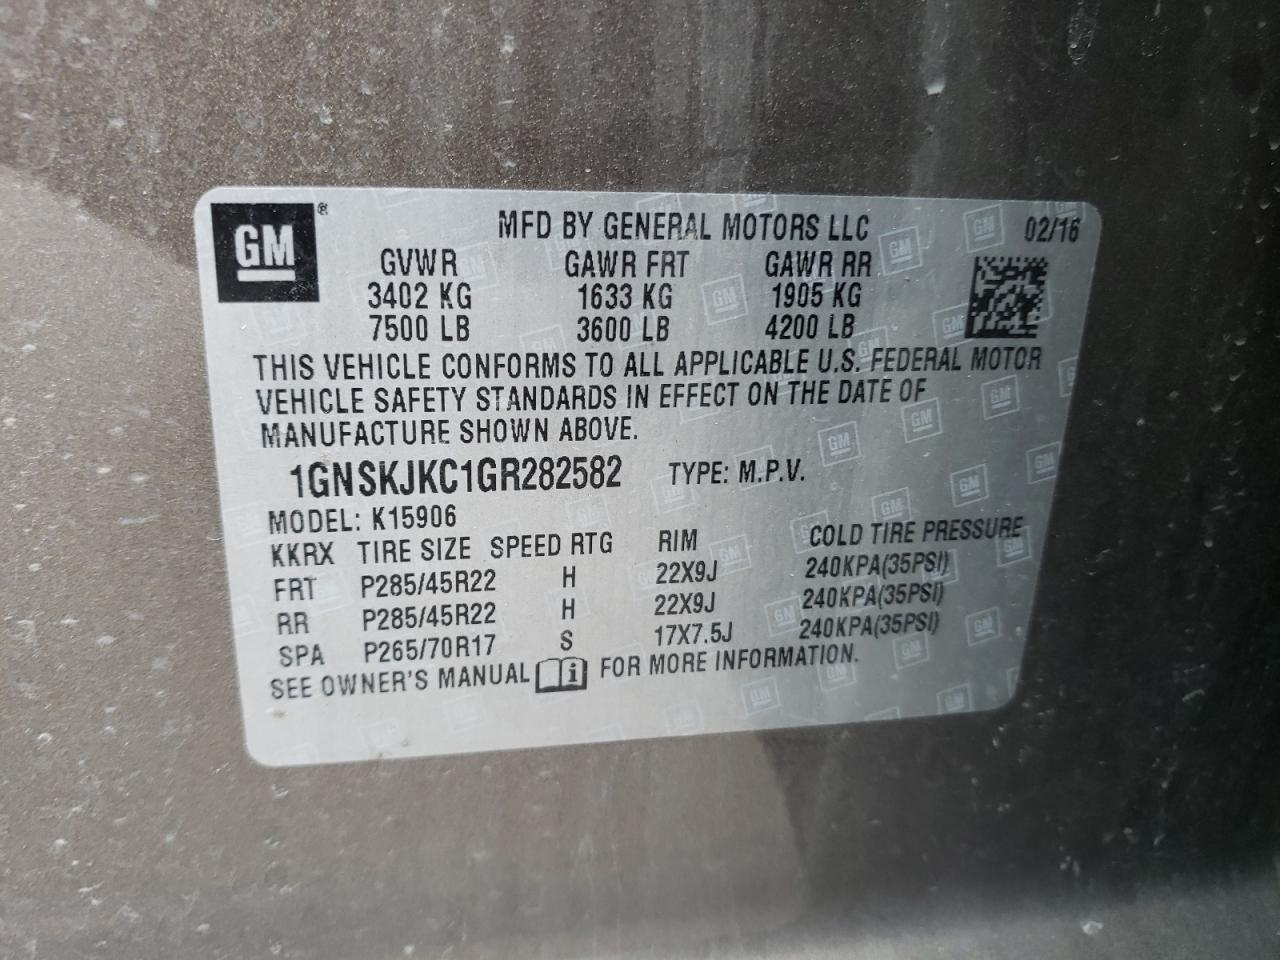 GM®
MFD BY GENERAL MOTORS LLC 02/16
GVWR GAWR FRT GAWR RR
3402 KG 1633 KG 1905 KG
7500 LB 3600 LB 4200 LB
THIS VEHICLE CONFORMS TO ALL APPLICABLE U.S. FEDERAL MOTOR
VEHICLE SAFETY STANDARDS IN EFFECT ON THE DATE OF
MANUFACTURE SHOWN ABOVE.
1GNSKJKC1GR282582 TYPE: M.P.V.
MODEL: K15906
KKRX TIRE SIZE SPEED RTG RIM COLD TIRE PRESSURE
FRT P285/45R22 H 22X9J 240KPA(35PSI)
RR P285/45R22 H 22X9J 240KPA(35PSI)
SPA P265/70R17 S 17X7.5J 240KPA(35PSI)
SEE OWNER'S MANUAL i FOR MORE INFORMATION.